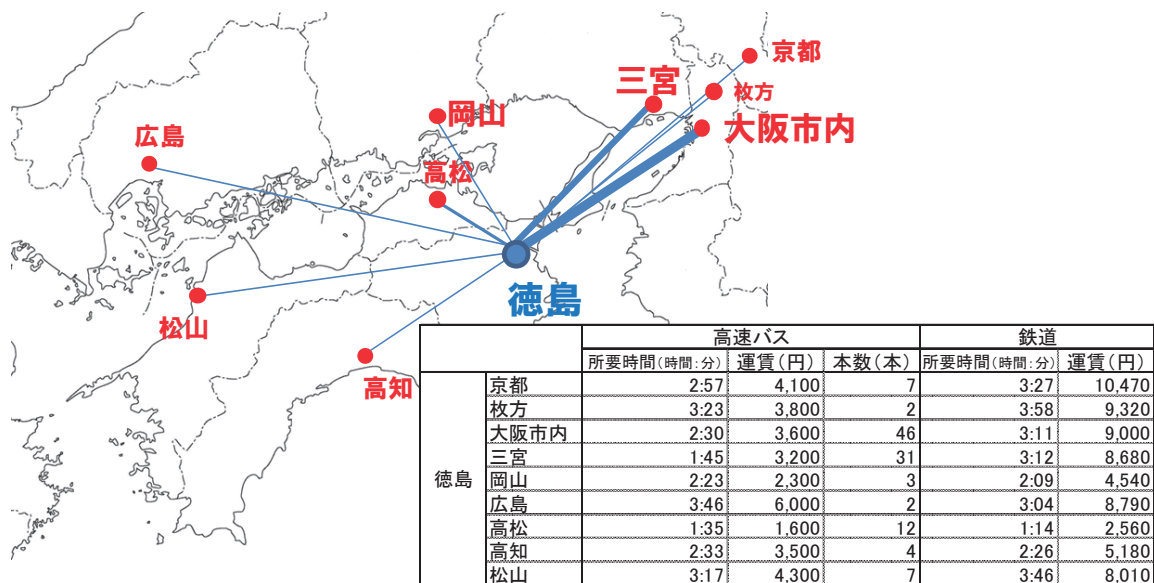 京都
三宮
枚方
岡山
大阪市内
広島
高松
徳島
松山
高知
高速バス 鉄道
所要時間(時間:分) 運賃(円) 本数(本) 所要時間(時間:分) 運賃(円)
徳島
京都 2:57 4,100 7 3:27 10,470
枚方 3:23 3,800 2 3:58 9,320
大阪市内 2:30 3,600 46 3:11 9,000
三宮 1:45 3,200 31 3:12 8,680
岡山 2:23 2,300 3 2:09 4,540
広島 3:46 6,000 2 3:04 8,790
高松 1:35 1,600 12 1:14 2,560
高知 2:33 3,500 4 2:26 5,180
松山 3:17 4,300 7 3:46 8,010